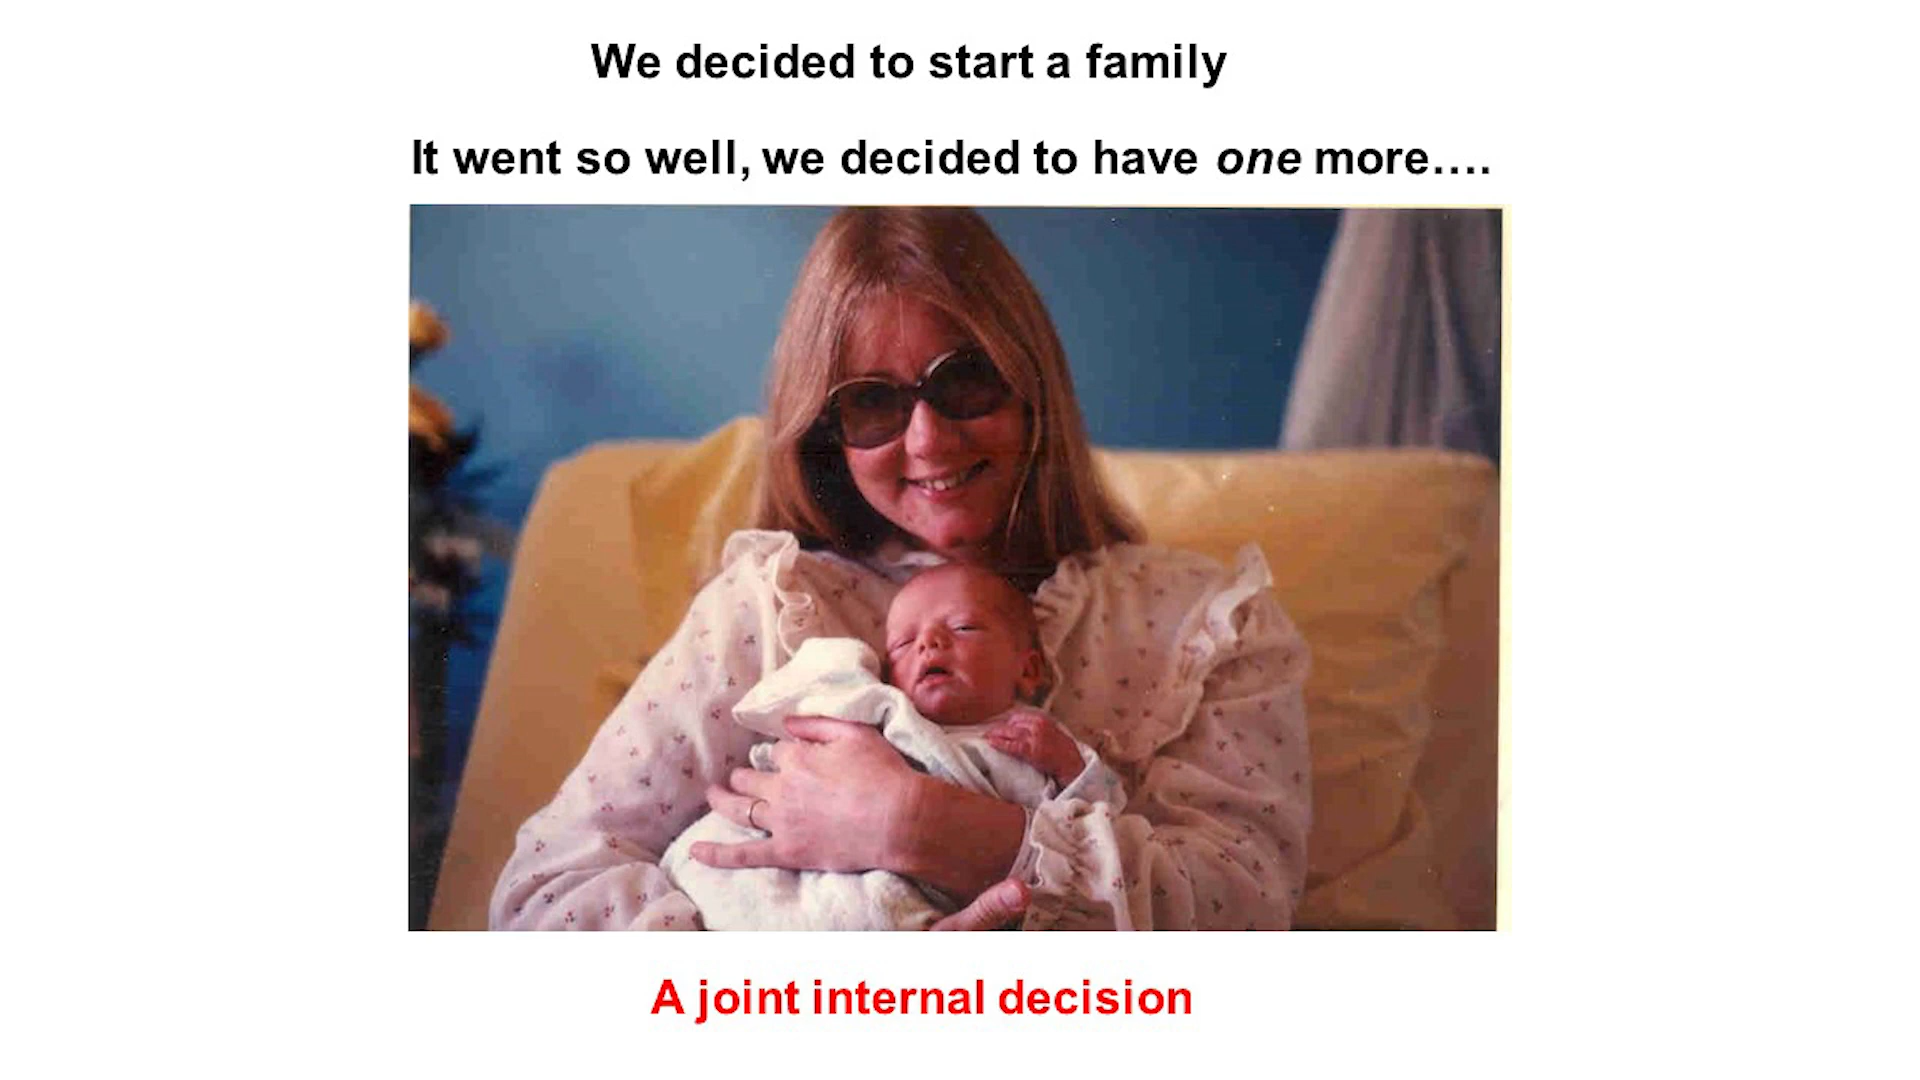 We decided to start a family
It went so well, we decided to have one more….
A joint internal decision